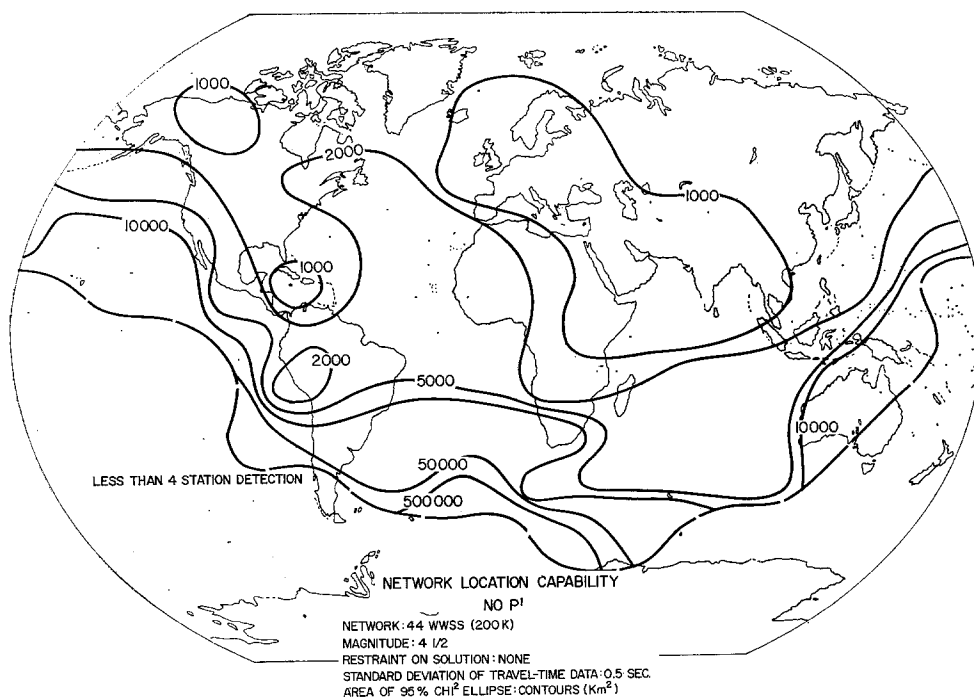 1000
2000
1000
10000
1000
2000
5000
10000
50000
LESS THAN 4 STATION DETECTION
500000
NETWORK LOCATION CAPABILITY
NO P'
NETWORK: 44 WWSS (200K)
MAGNITUDE: 4 1/2
RESTRAINT ON SOLUTION: NONE
STANDARD DEVIATION OF TRAVEL-TIME DATA: 0.5 SEC.
AREA OF 95% CHI² ELLIPSE: CONTOURS (Km²)